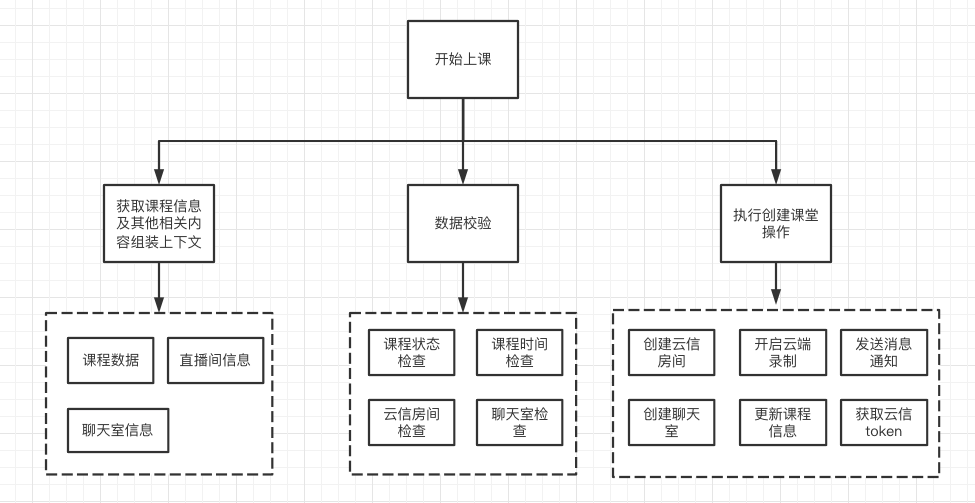 开始上课
获取课程信息
及其他相关内
容组装上下文
数据校验
执行创建课堂
操作
课程数据
直播间信息
聊天室信息
课程状态
检查
课程时间
检查
云信房间
检查
聊天室检
查
创建云信
房间
开启云端
录制
发送消息
通知
创建聊天
室
更新课程
信息
获取云信
token